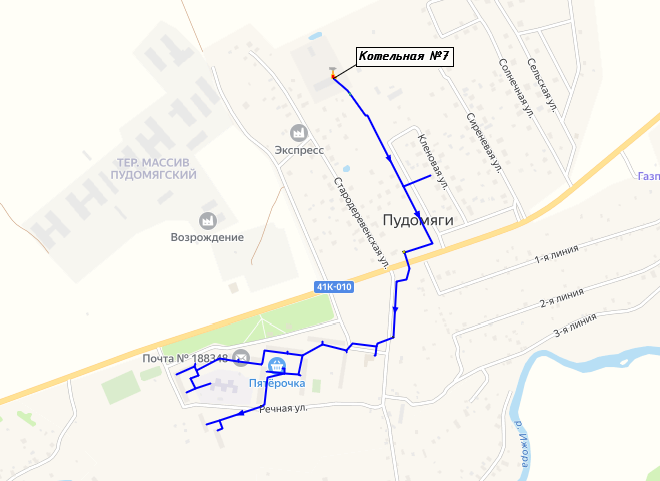 Котельная №7
Солнечная ул.
Сельская ул.
Сиреневая ул.
Экспресс
Кленовая ул.
ТЕР. МАССИВ
ПУДОМЯГСКИЙ
Газп
Стародеревенская ул.
Пудомяги
Возрождение
1-я линия
41К-010
2-я линия
3-я линия
Почта № 188348
Пятёрочка
Речная ул.
р. Ижора